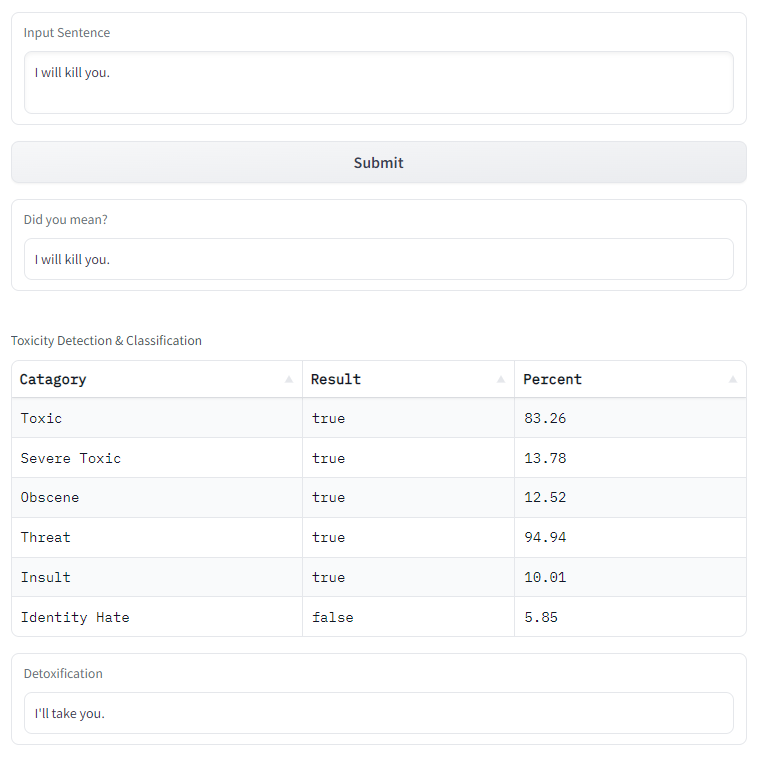 Input Sentence
I will kill you.
Submit
Did you mean?
I will kill you.
Toxicity Detection & Classification
Catagory Result Percent
Toxic true 83.26
Severe Toxic true 13.78
Obscene true 12.52
Threat true 94.94
Insult true 10.01
Identity Hate false 5.85
Detoxification
I'll take you.